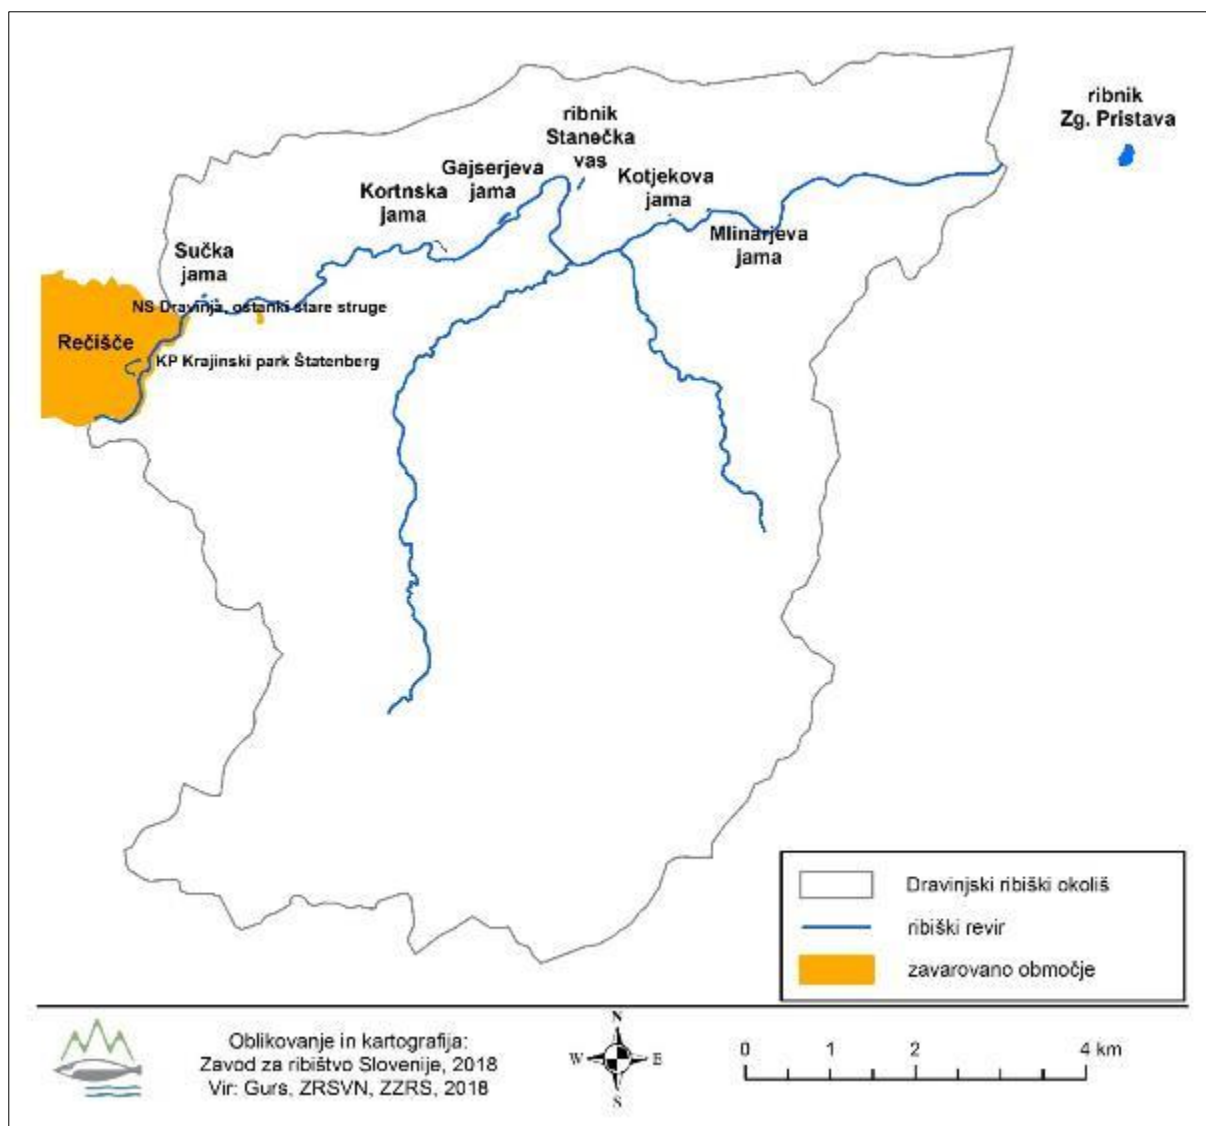 ribnik
Zg. Pristava
ribnik
Stanečka
vas
Gajserjeva
jama
Kotjekova
jama
Kortnska
jama
Mlinarjeva
jama
Sučka
jama
NS Dravinja, ostanki stare struge
Rečišče
KP Krajinski park Štatenberg
Dravinjski ribiški okoliš
ribiški revir
zavarovano območje
Oblikovanje in kartografija:
Zavod za ribištvo Slovenije, 2018
Vir: Gurs, ZRSVN, ZZRS, 2018
N
W E
S
0 1 2 4 km